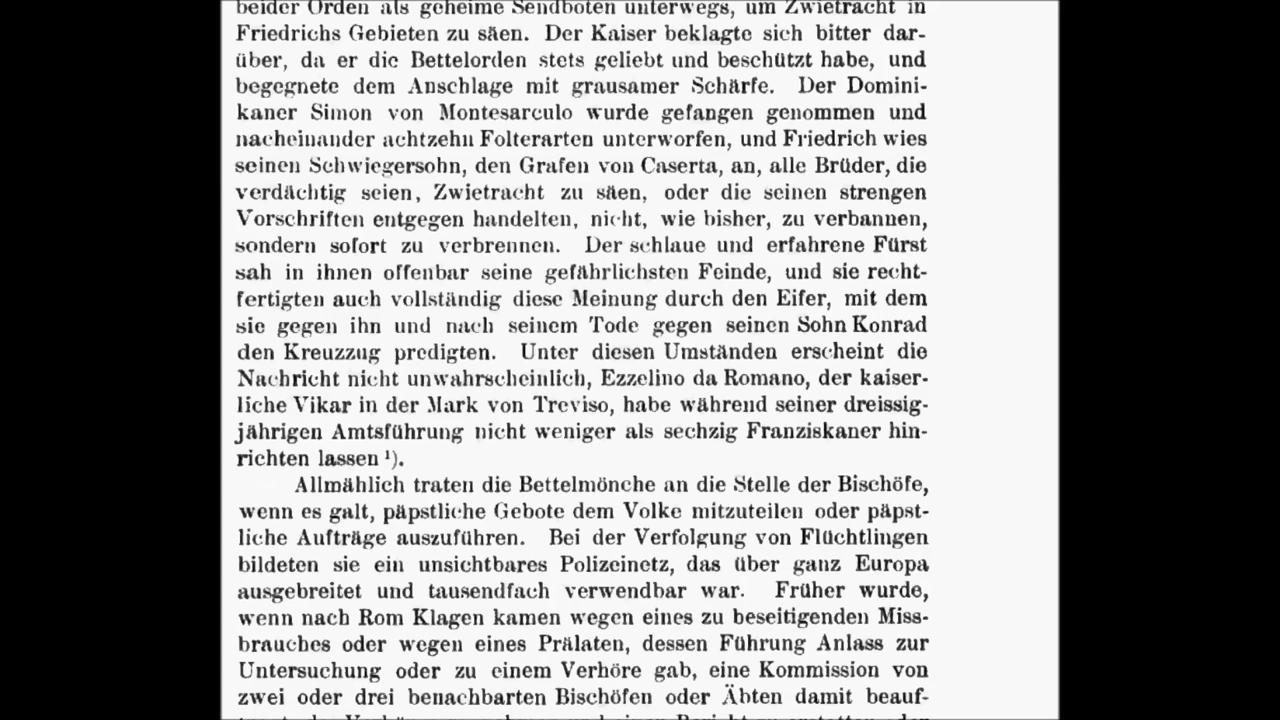 beider Orden als geheime Sendboten unterwegs, um Zwietracht in
Friedrichs Gebieten zu säen. Der Kaiser beklagte sich bitter dar-
über, da er die Bettelorden stets geliebt und beschützt habe, und
begegnete dem Anschlage mit grausamer Schärfe. Der Domini-
kaner Simon von Montesarculo wurde gefangen genommen und
nacheinander achtzehn Folterarten unterworfen, und Friedrich wies
seinen Schwiegersohn, den Grafen von Caserta, an, alle Brüder, die
verdächtig seien, Zwietracht zu säen, oder die seinen strengen
Vorschriften entgegen handelten, nicht, wie bisher, zu verbannen,
sondern sofort zu verbrennen. Der schlaue und erfahrene Fürst
sah in ihnen offenbar seine gefährlichsten Feinde, und sie recht-
fertigten auch vollständig diese Meinung durch den Eifer, mit dem
sie gegen ihn und nach seinem Tode gegen seinen Sohn Konrad
den Kreuzzug predigten. Unter diesen Umständen erscheint die
Nachricht nicht unwahrscheinlich, Ezzelino da Romano, der kaiser-
liche Vikar in der Mark von Treviso, habe während seiner dreissig-
jährigen Amtsführung nicht weniger als sechzig Franziskaner hin-
richten lassen ¹).
Allmählich traten die Bettelmönche an die Stelle der Bischöfe,
wenn es galt, päpstliche Gebote dem Volke mitzuteilen oder päpst-
liche Aufträge auszuführen. Bei der Verfolgung von Flüchtlingen
bildeten sie ein unsichtbares Polizeinetz, das über ganz Europa
ausgebreitet und tausendfach verwendbar war. Früher wurde,
wenn nach Rom Klagen kamen wegen eines zu beseitigenden Miss-
brauches oder wegen eines Prälaten, dessen Führung Anlass zur
Untersuchung oder zu einem Verhöre gab, eine Kommission von
zwei oder drei benachbarten Bischöfen oder Äbten damit beauf-